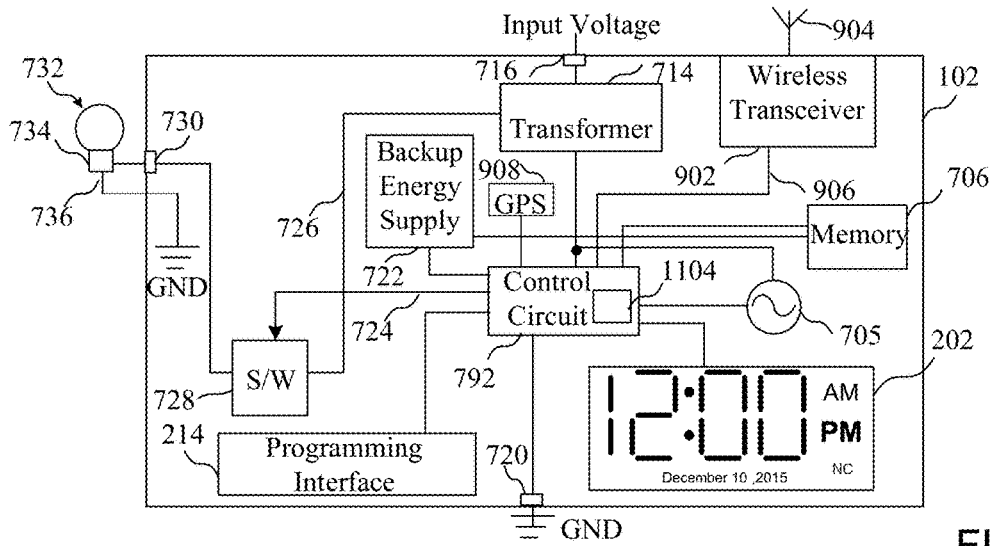 Input Voltage
904
732
716
714
Wireless
Transceiver
102
734
730
Transformer
Backup
Energy
Supply
908
GPS
902
906
706
736
726
Memory
722
Control
Circuit
1104
GND
724
705
202
S/W
792
12:00
AM
PM
728
214
Programming
Interface
720
NC
December 10 ,2015
GND